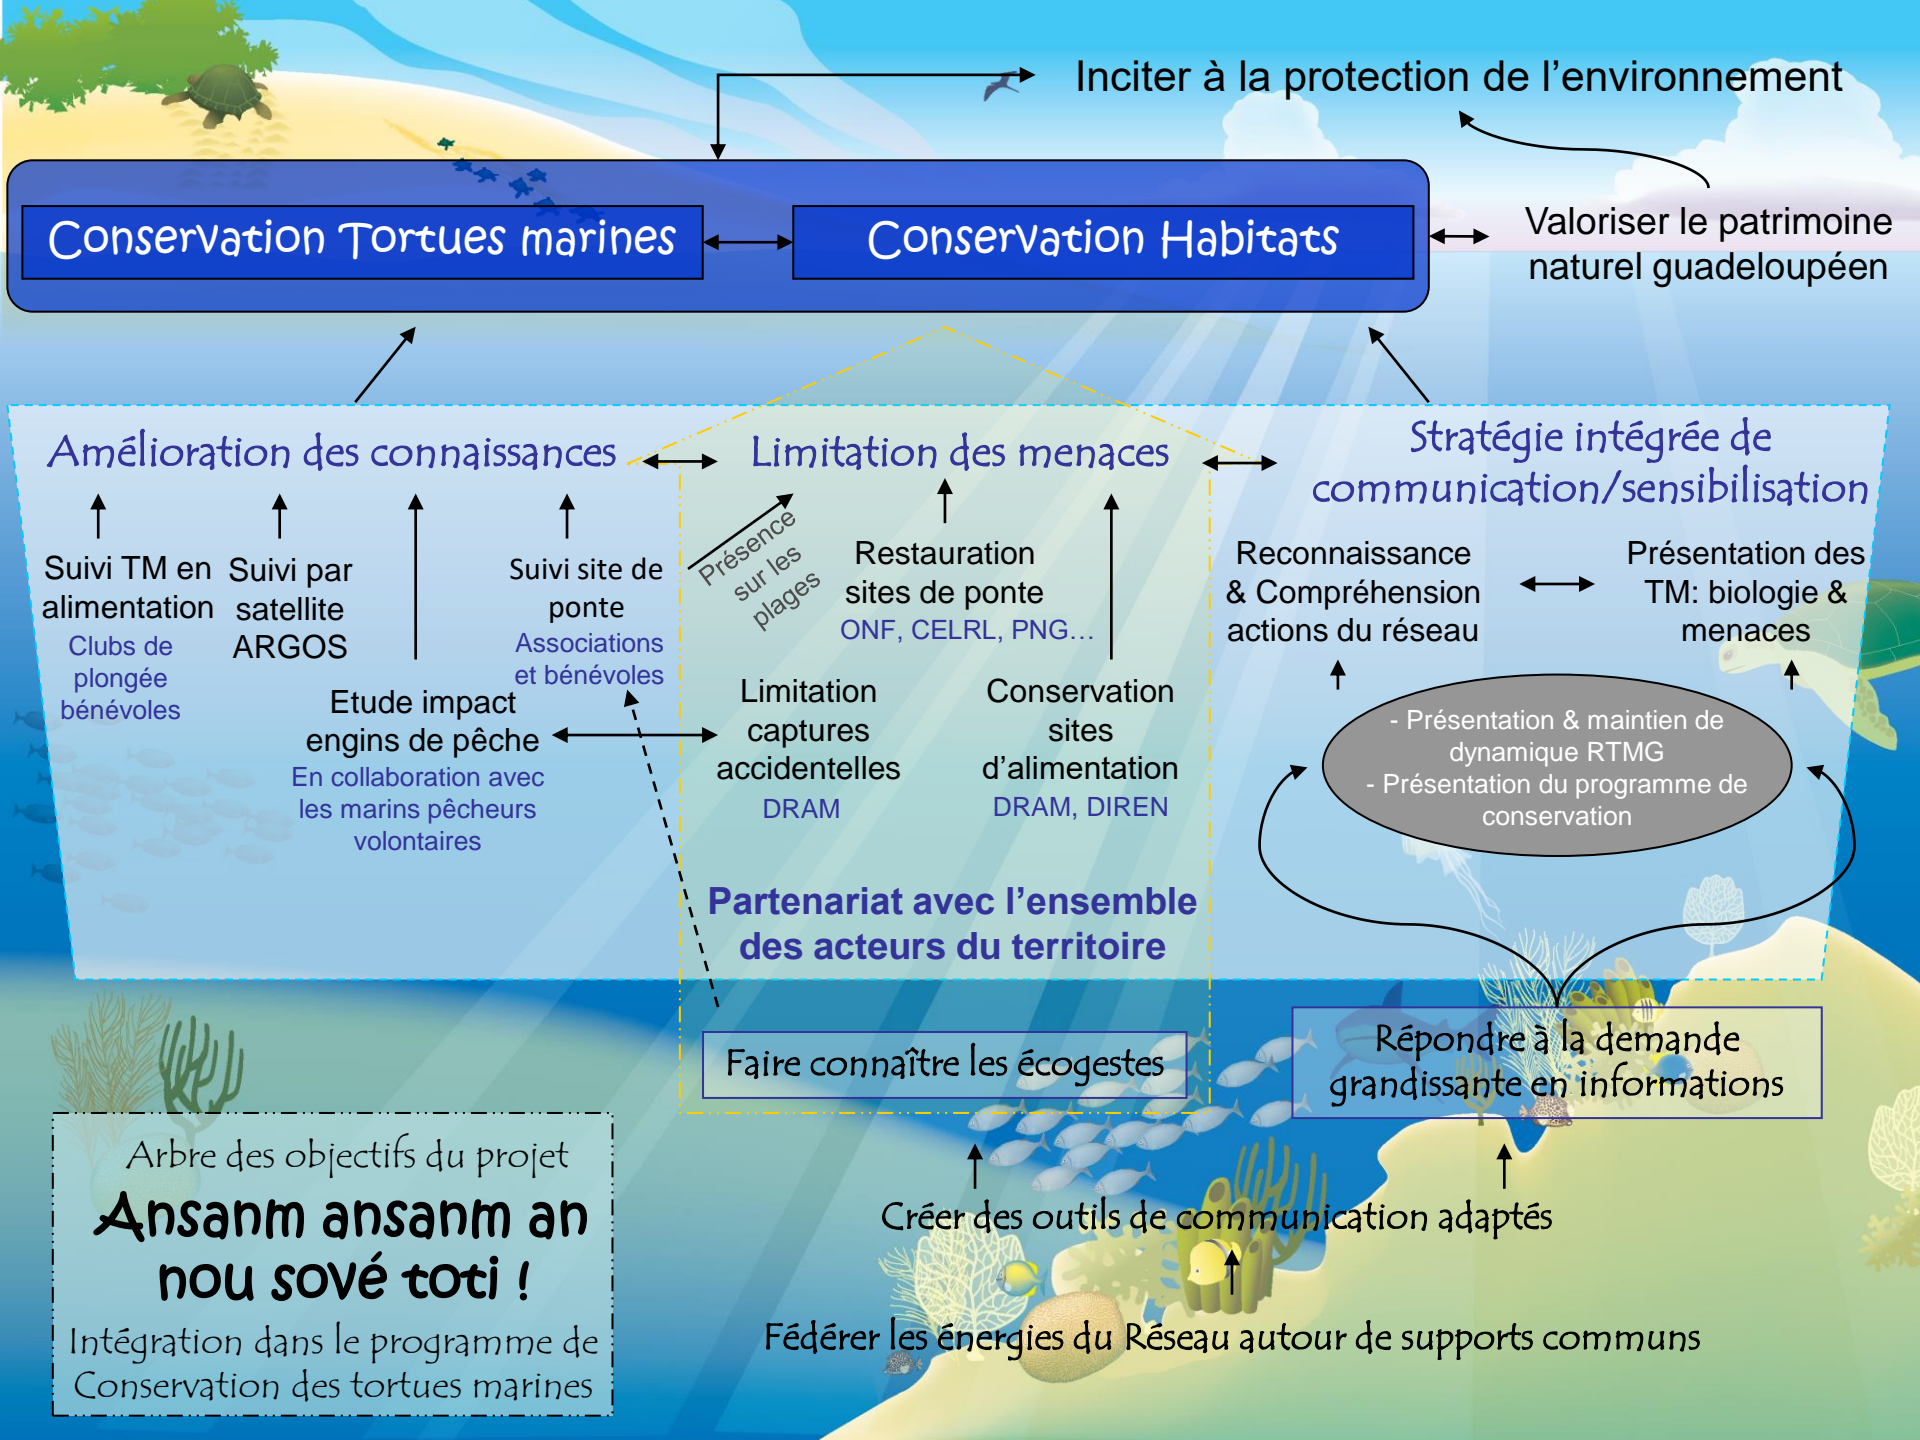 Inciter à la protection de l’environnement
Conservation Tortues marines
Conservation Habitats
Valoriser le patrimoine
naturel guadeloupéen
Amélioration des connaissances
Limitation des menaces
Stratégie intégrée de
communication/sensibilisation
Suivi TM en
alimentation
Clubs de
plongée
bénévoles
Suivi par
satellite
ARGOS
Suivi site de
ponte
Associations
et bénévoles
Présence
sur les
plages
Restauration
sites de ponte
ONF, CELRL, PNG…
Reconnaissance
& Compréhension
actions du réseau
Présentation des
TM: biologie &
menaces
Etude impact
engins de pêche
En collaboration avec
les marins pêcheurs
volontaires
Limitation
captures
accidentelles
DRAM
Conservation
sites
d’alimentation
DRAM, DIREN
- Présentation & maintien de
dynamique RTMG
- Présentation du programme de
conservation
Partenariat avec l’ensemble
des acteurs du territoire
Faire connaître les écogestes
Répondre à la demande
grandissante en informations
Arbre des objectifs du projet
Ansanm ansanm an
nou sové toti !
Intégration dans le programme de
Conservation des tortues marines
Créer des outils de communication adaptés
Fédérer les énergies du Réseau autour de supports communs